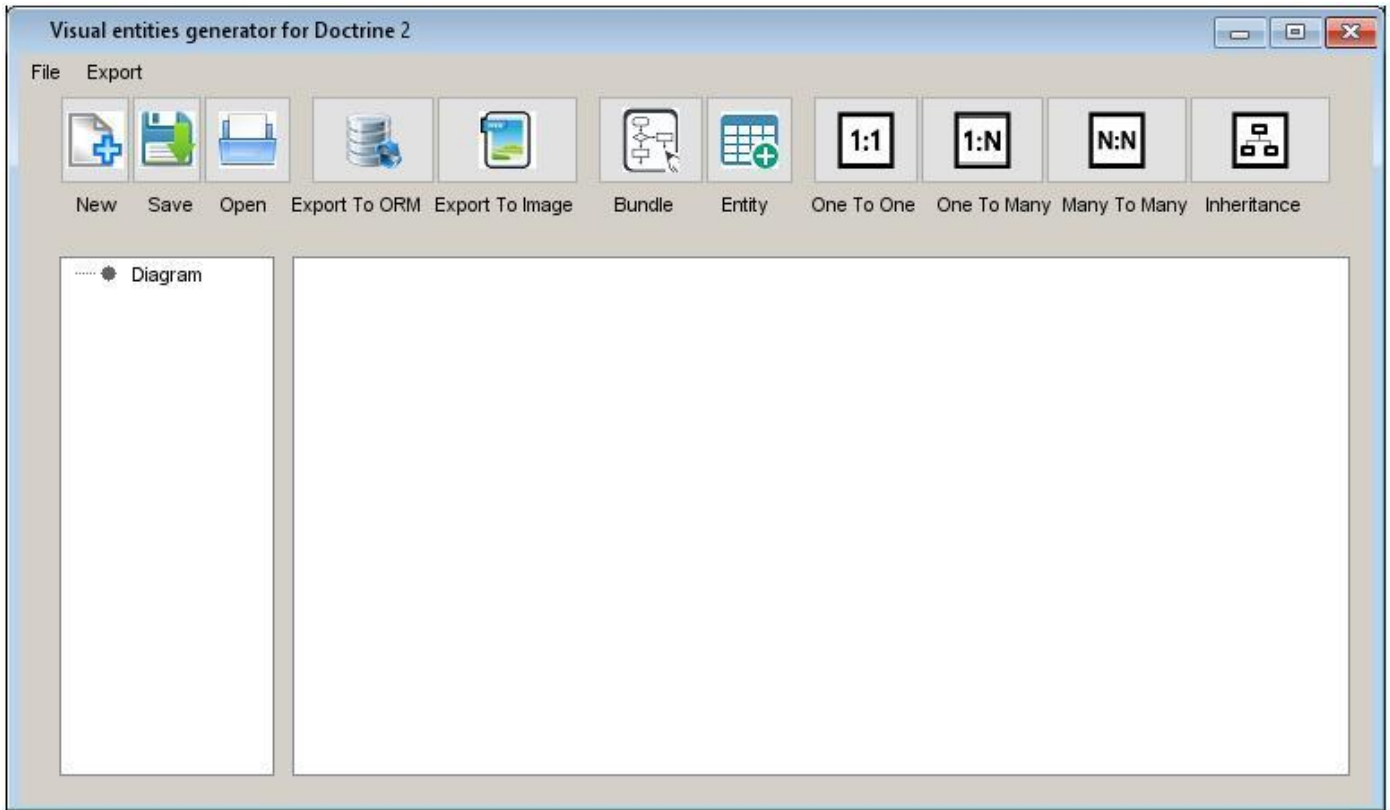 Visual entities generator for Doctrine 2
File Export
1:1 1:N N:N
New Save Open Export To ORM Export To Image Bundle Entity One To One One To Many Many To Many Inheritance
Diagram